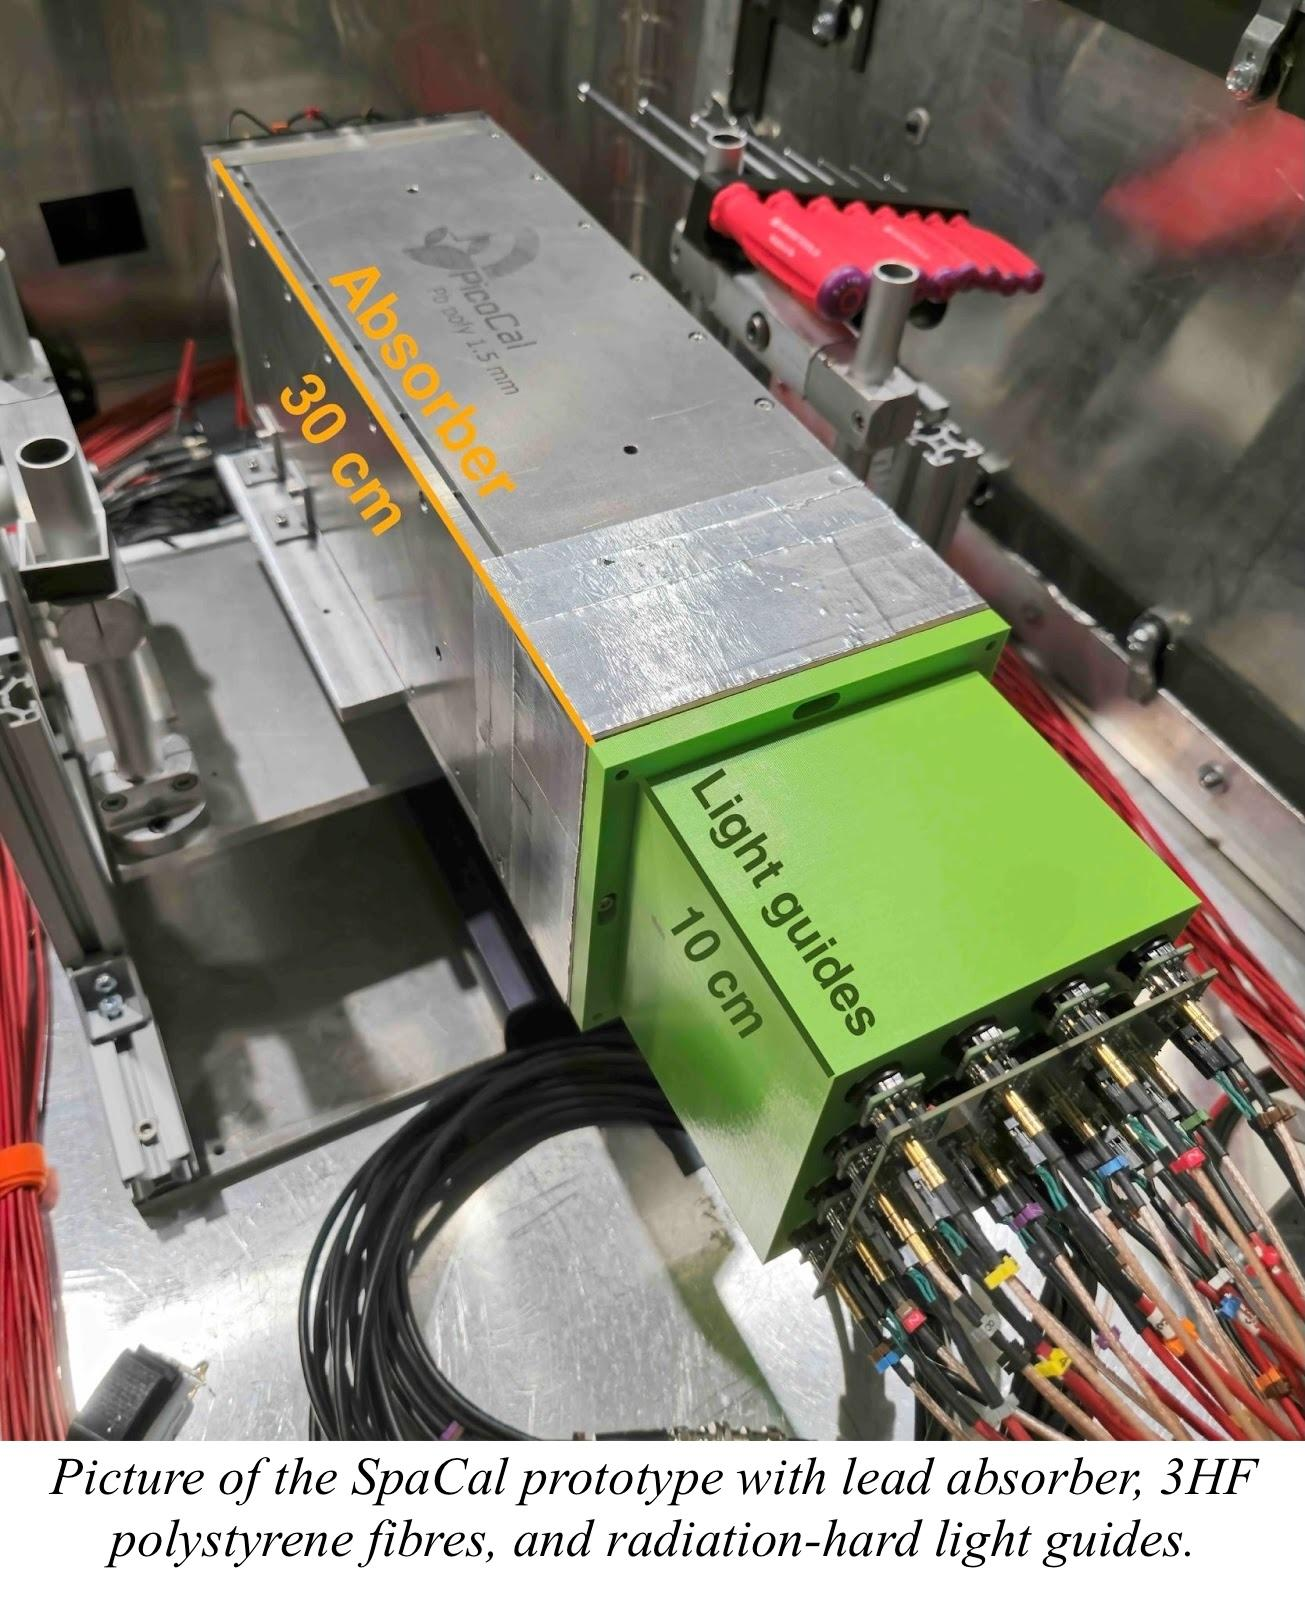 PicoCal
Pb poly 1.5 mm
Absorber
30 cm
Light guides
10 cm
Picture of the SpaCal prototype with lead absorber, 3HF
polystyrene fibres, and radiation-hard light guides.